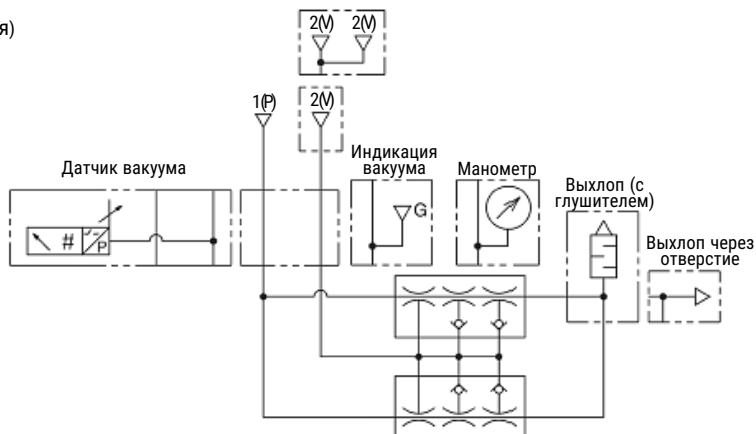 я)
2(V) 2(V)
1(P)
2(V)
Датчик вакуума
Индикация
вакуума
Манометр
Выхлоп (с
глушителем)
Выхлоп через
отверстие
G
#
P